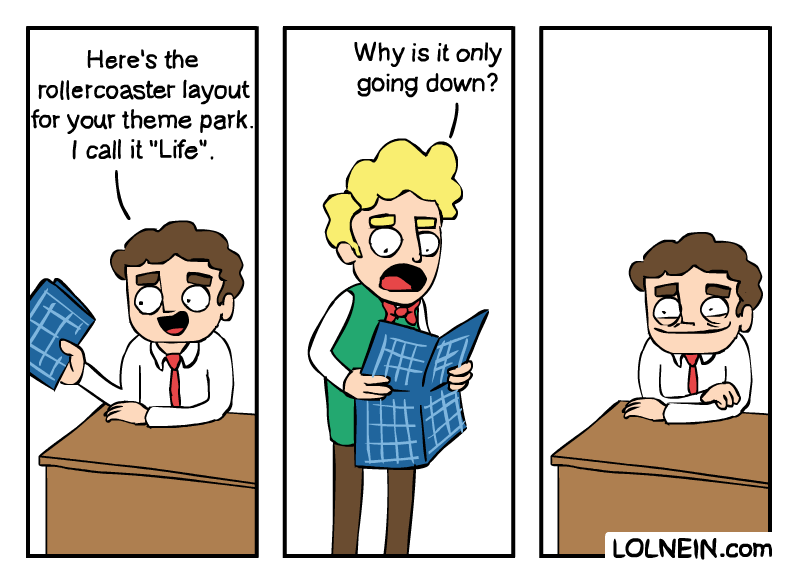 Here's the
rollercoaster layout
for your theme park.
I call it "Life".
Why is it only
going down?
LOLNEIN.com